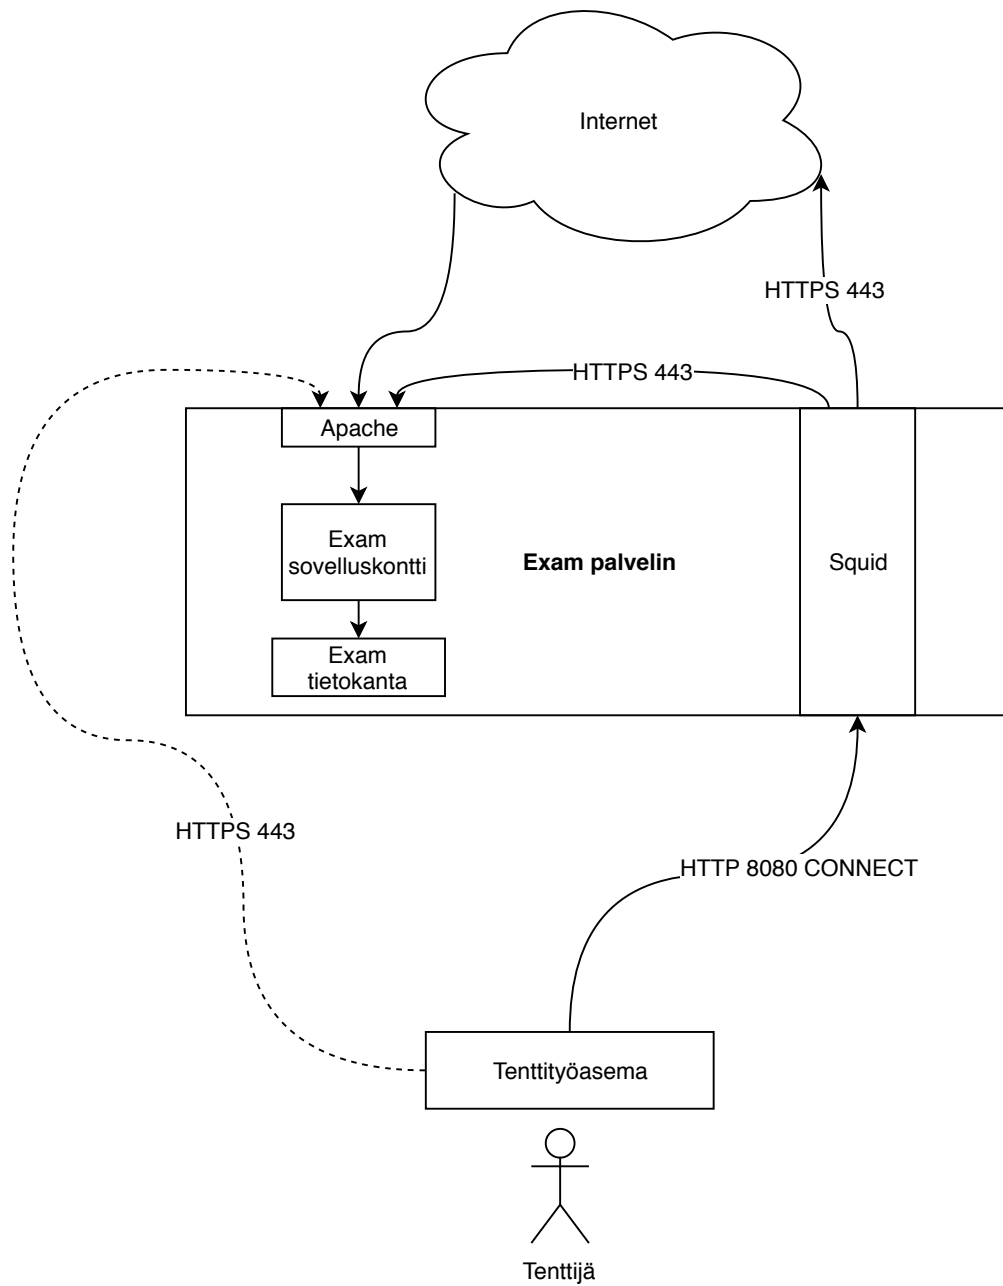 Internet
HTTPS 443
HTTPS 443
Apache
Exam
sovelluskontti
Exam palvelin
Squid
Exam
tietokanta
HTTPS 443
HTTP 8080 CONNECT
Tenttityöasema
Tenttijä